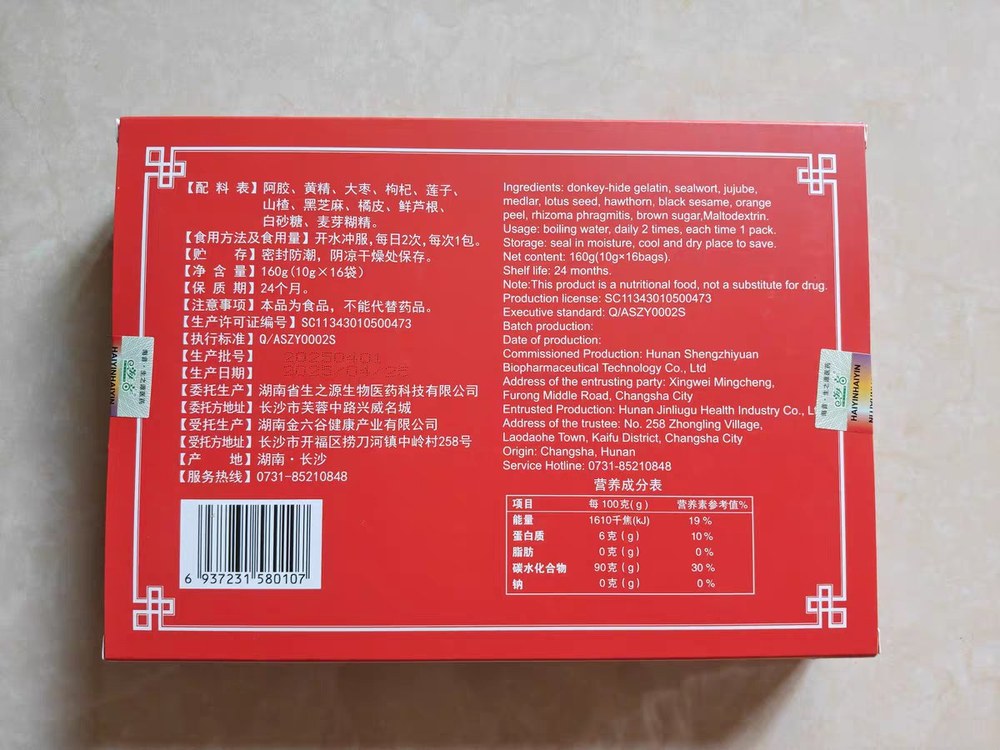 【配 料 表】阿胶、黄精、大枣、枸杞、莲子、
山楂、黑芝麻、橘皮、鲜芦根、
白砂糖、麦芽糊精。
【食用方法及食用量】开水冲服,每日2次,每次1包。
【贮 存】密封防潮，阴凉干燥处保存。
【净 含 量】160g(10g×16袋)
【保 质 期】24个月。
【注意事项】本品为食品，不能代替药品。
【生产许可证编号】SC11343010500473
【执行标准】Q/ASZY0002S
【生产批号】 20250401
【生产日期】 2025/04/25
【委托生产】湖南省生之源生物医药科技有限公司
【委托方地址】长沙市芙蓉中路兴威名城
【受托生产】湖南金六谷健康产业有限公司
【受托方地址】长沙市开福区捞刀河镇中岭村258号
【产 地】湖南·长沙
【服务热线】0731-85210848
6 937231 580107
Ingredients: donkey-hide gelatin, sealwort, jujube,
medlar, lotus seed, hawthorn, black sesame, orange
peel, rhizoma phragmitis, brown sugar,Maltodextrin.
Usage: boiling water, daily 2 times, each time 1 pack.
Storage: seal in moisture, cool and dry place to save.
Net content: 160g(10g×16bags).
Shelf life: 24 months.
Note:This product is a nutritional food, not a substitute for drug.
Production license: SC11343010500473
Executive standard: Q/ASZY0002S
Batch production:
Date of production:
Commissioned Production: Hunan Shengzhiyuan
Biopharmaceutical Technology Co., Ltd
Address of the entrusting party: Xingwei Mingcheng,
Furong Middle Road, Changsha City
Entrusted Production: Hunan Jinliugu Health Industry Co.,
Address of the trustee: No. 258 Zhongling Village,
Laodaohe Town, Kaifu District, Changsha City
Origin: Changsha, Hunan
Service Hotline: 0731-85210848
营养成分表
项目 每 100克(g) 营养素参考值%
能量 1610千焦(kJ) 19 %
蛋白质 6 克 (g) 10 %
脂肪 0 克 (g) 0 %
碳水化合物 90克 (g) 30 %
钠 0 克 (g) 0 %
HAIYINHAIYIN
海音·生之源医药
海音·生之源医药
HAIYINHAIYIN